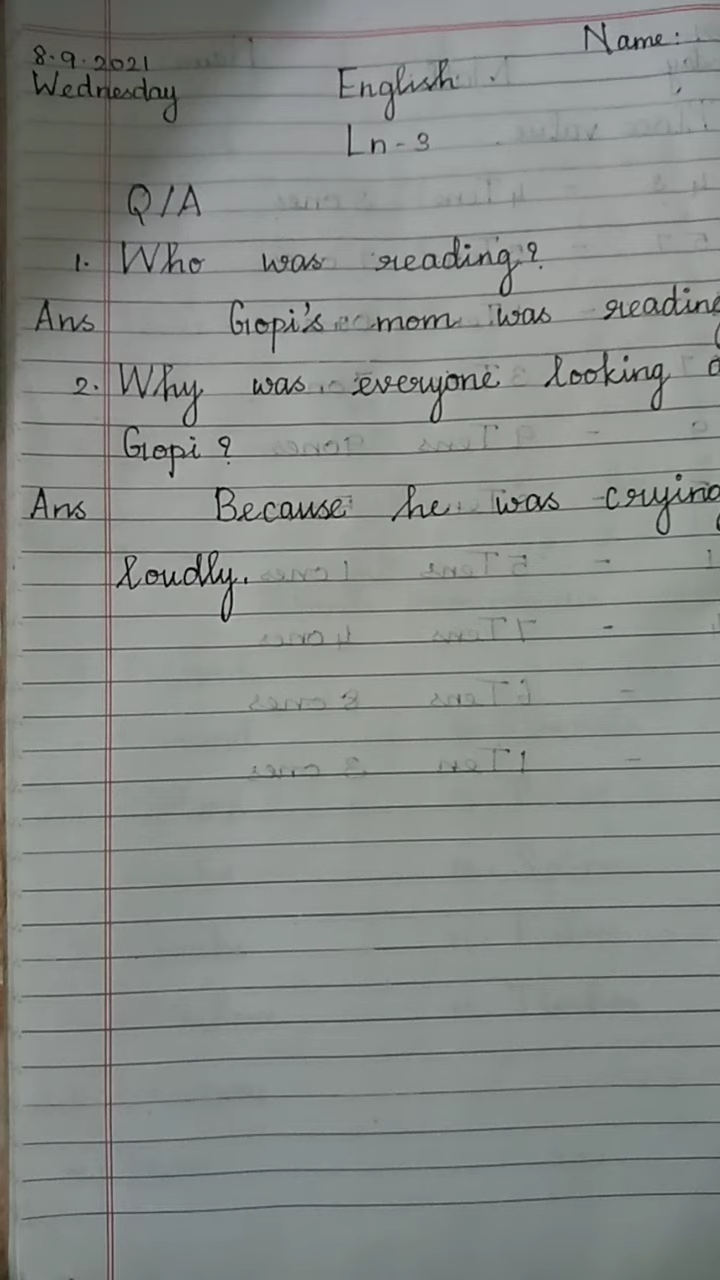 Name:
8.9.2021
Wednesday English.
Ln-3
Q/A
1. Who was reading?
Ans Gopi's mom was reading
2. Why was everyone looking
Gopi?
Ans Because he was crying
loudly.